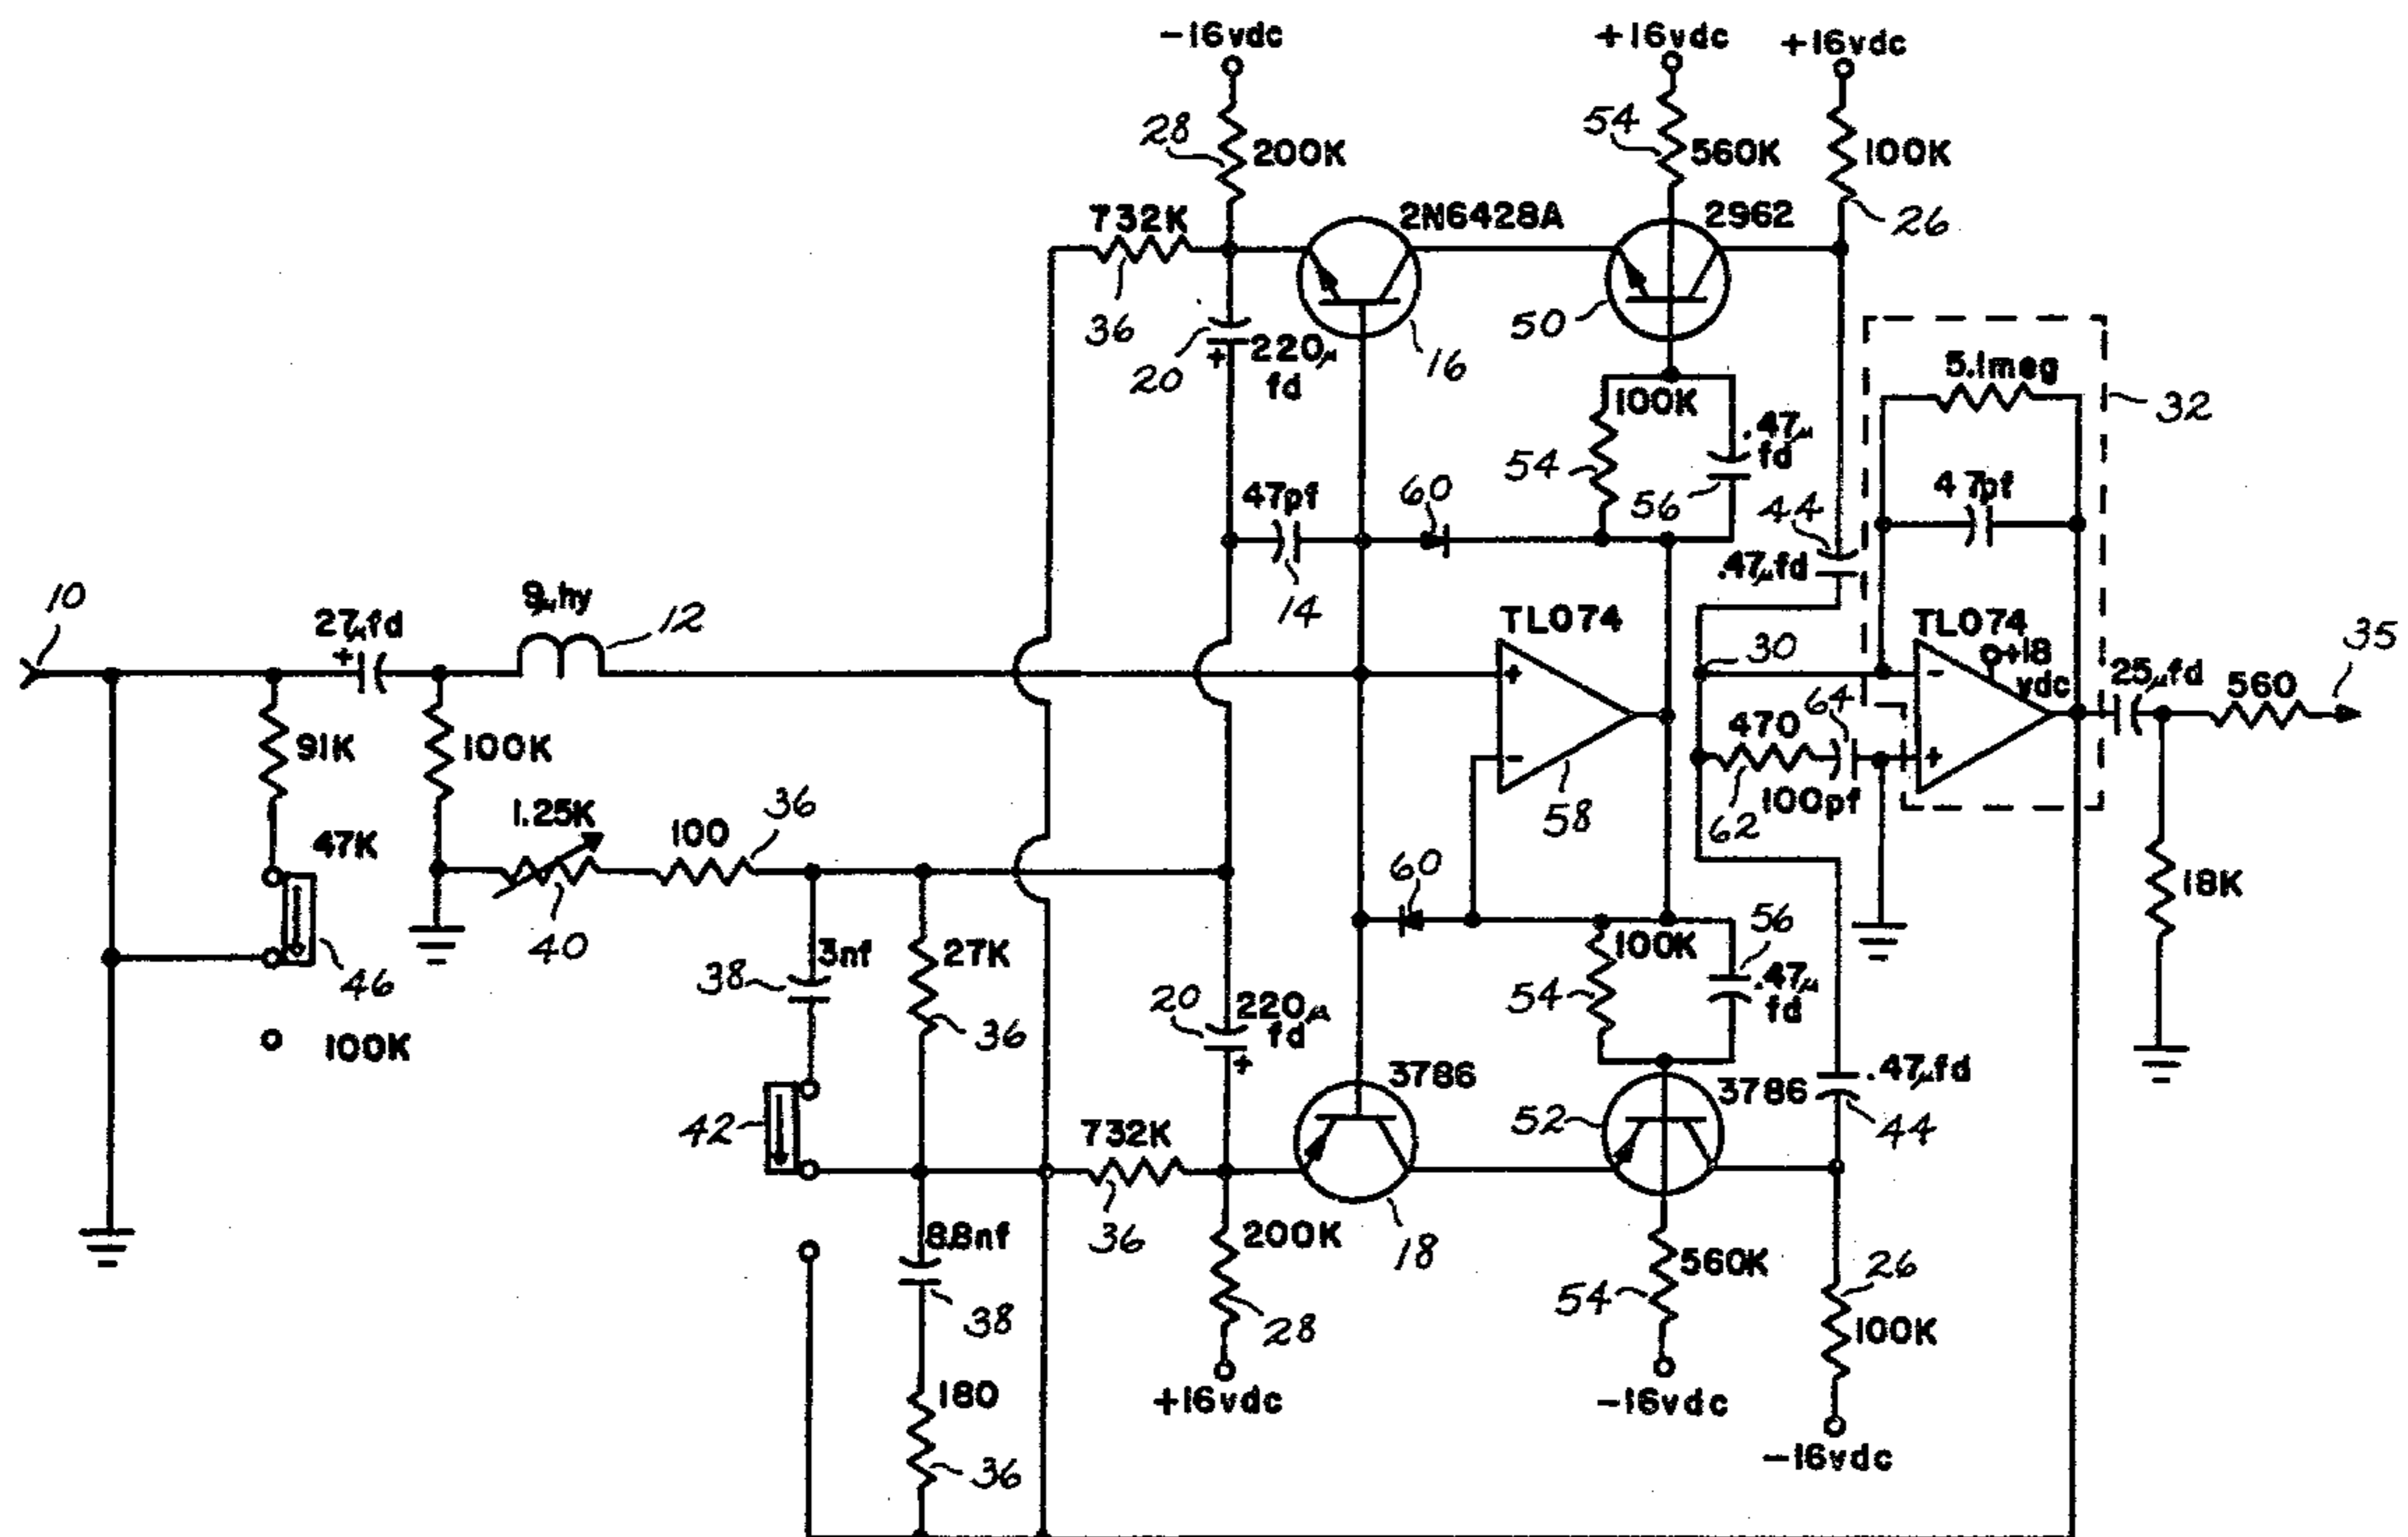 -16vdc
+16vdc
+16vdc
28
200K
54
560K
100K
26
732K
2N6428A
2962
36
20
+
220μ
fd
16
50
100K
.47μ
fd
54
56
47pf
14
60
44
.47μfd
5.1meg
32
47pf
10
27μfd
+
9μhy
12
TL074
+
-
58
30
TL074
+18
vdc
-
+
25μfd
560
35
470
64
100pf
62
91K
100K
47K
1.25K
100
36
40
46
100K
18K
60
3nf
38
27K
36
20
220μ
fd
+
100K
54
56
.47μ
fd
42
3786
18
52
3786
.47μfd
44
732K
36
8.8nf
38
200K
28
+16vdc
560K
54
-16vdc
26
100K
-16vdc
180
36